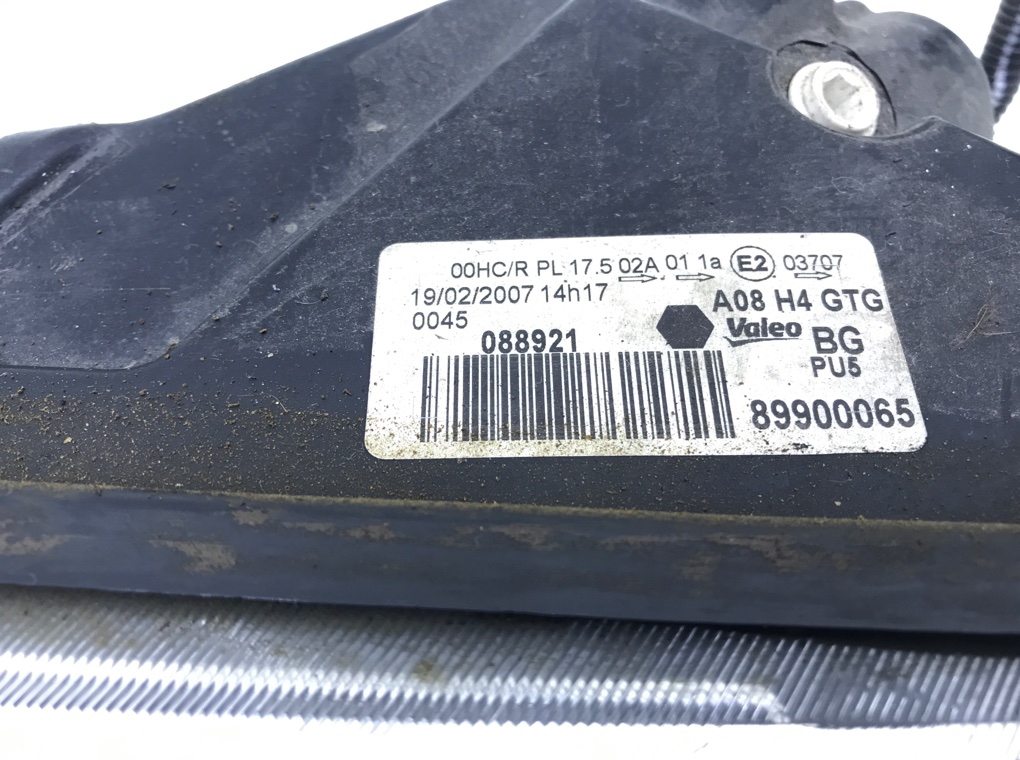 00HC/R PL 17.5 02A 01 1a E2 03707
19/02/2007 14h17
A08 H4 GTG
0045
088921
Valeo BG
PU5
89900065